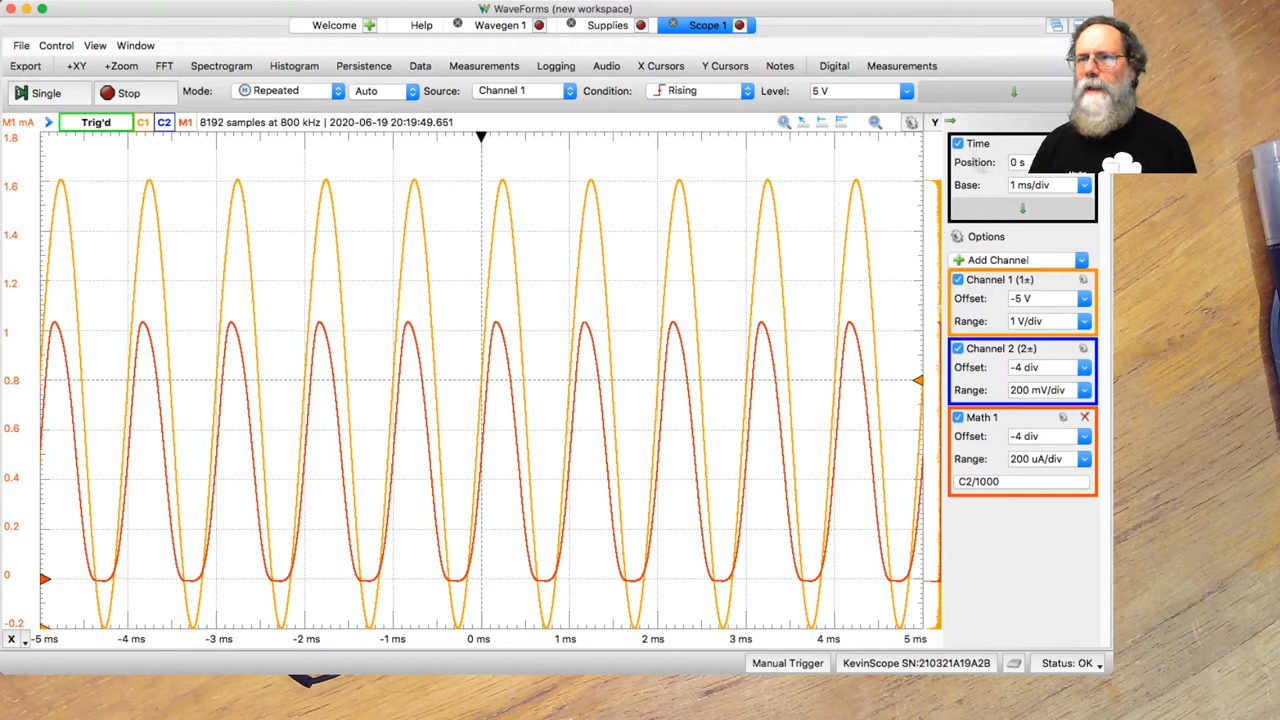 WaveForms (new workspace)
Welcome Help Wavegen 1 Supplies Scope 1
File Control View Window
Export +XY +Zoom FFT Spectrogram Histogram Persistence Data Measurements Logging Audio X Cursors Y Cursors Notes Digital Measurements
Single Stop Mode: Repeated Auto Source: Channel 1 Condition: Rising Level: 5 V
M1 mA Trig'd C1 C2 M1 8192 samples at 800 kHz | 2020-06-19 20:19:49.651 Y
1.8
1.6
1.4
1.2
1
0.8
0.6
0.4
0.2
0
-0.2
X -5 ms -4 ms -3 ms -2 ms -1 ms 0 ms 1 ms 2 ms 3 ms 4 ms 5 ms
Time
Position: 0 s
Base: 1 ms/div
Options
Add Channel
Channel 1 (1±)
Offset: -5 V
Range: 1 V/div
Channel 2 (2±)
Offset: -4 div
Range: 200 mV/div
Math 1
Offset: -4 div
Range: 200 uA/div
C2/1000
Manual Trigger KevinScope SN:210321A19A2B Status: OK